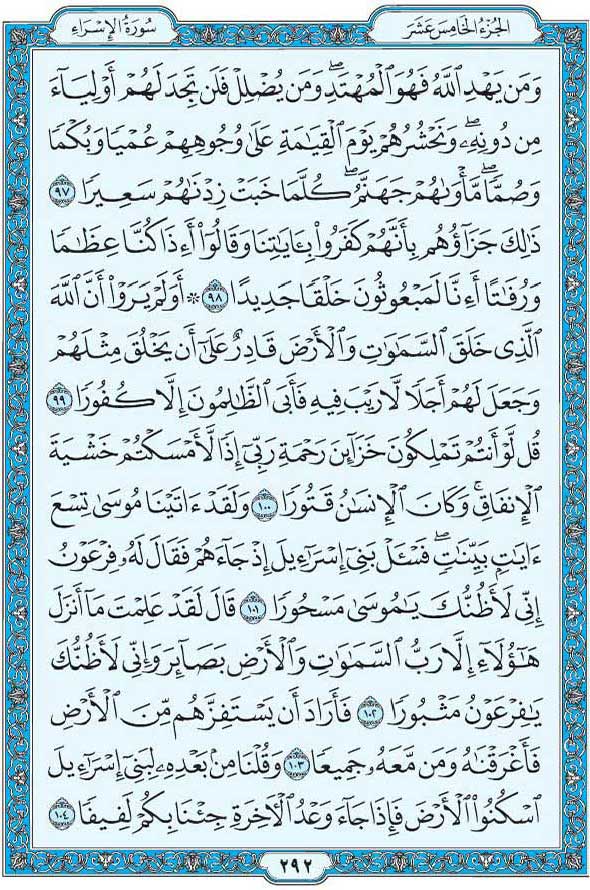 الجزء الخامس عشر
سورة الإسراء
وَمَن يَهْدِ ٱللَّهُ فَهُوَ ٱلْمُهْتَدِۖ وَمَن يُضْلِلْ فَلَن تَجِدَ لَهُمْ أَوْلِيَآءَ
مِن دُونِهِۦۖ وَنَحْشُرُهُمْ يَوْمَ ٱلْقِيَٰمَةِ عَلَىٰ وُجُوهِهِمْ عُمْيًا وَبُكْمًا
وَصُمًّاۖ مَّأْوَىٰهُمْ جَهَنَّمُۖ كُلَّمَا خَبَتْ زِدْنَٰهُمْ سَعِيرًا ٩٧
ذَٰلِكَ جَزَآؤُهُم بِأَنَّهُمْ كَفَرُوا۟ بِـَٔايَٰتِنَا وَقَالُوٓا۟ أَءِذَا كُنَّا عِظَٰمًا
وَرُفَٰتًا أَءِنَّا لَمَبْعُوثُونَ خَلْقًا جَدِيدًا ٩٨ ۞ أَوَلَمْ يَرَوْا۟ أَنَّ ٱللَّهَ
ٱلَّذِى خَلَقَ ٱلسَّمَٰوَٰتِ وَٱلْأَرْضَ قَادِرٌ عَلَىٰٓ أَن يَخْلُقَ مِثْلَهُمْ
وَجَعَلَ لَهُمْ أَجَلًا لَّا رَيْبَ فِيهِ فَأَبَى ٱلظَّٰلِمُونَ إِلَّا كُفُورًا ٩٩
قُل لَّوْ أَنتُمْ تَمْلِكُونَ خَزَآئِنَ رَحْمَةِ رَبِّىٓ إِذًا لَّأَمْسَكْتُمْ خَشْيَةَ
ٱلْإِنفَاقِۚ وَكَانَ ٱلْإِنسَٰنُ قَتُورًا ١٠٠ وَلَقَدْ ءَاتَيْنَا مُوسَىٰ تِسْعَ
ءَايَٰتٍۭ بَيِّنَٰتٍۖ فَسْـَٔلْ بَنِىٓ إِسْرَٰٓءِيلَ إِذْ جَآءَهُمْ فَقَالَ لَهُۥ فِرْعَوْنُ
إِنِّى لَأَظُنُّكَ يَٰمُوسَىٰ مَسْحُورًا ١٠١ قَالَ لَقَدْ عَلِمْتَ مَآ أَنزَلَ
هَٰٓؤُلَآءِ إِلَّا رَبُّ ٱلسَّمَٰوَٰتِ وَٱلْأَرْضِ بَصَآئِرَ وَإِنِّى لَأَظُنُّكَ
يَٰفِرْعَوْنُ مَثْبُورًا ١٠٢ فَأَرَادَ أَن يَسْتَفِزَّهُم مِّنَ ٱلْأَرْضِ
فَأَغْرَقْنَٰهُ وَمَن مَّعَهُۥ جَمِيعًا ١٠٣ وَقُلْنَا مِنۢ بَعْدِهِۦ لِبَنِىٓ إِسْرَٰٓءِيلَ
ٱسْكُنُوا۟ ٱلْأَرْضَ فَإِذَا جَآءَ وَعْدُ ٱلْءَاخِرَةِ جِئْنَا بِكُمْ لَفِيفًا ١٠٤
٢٩٢